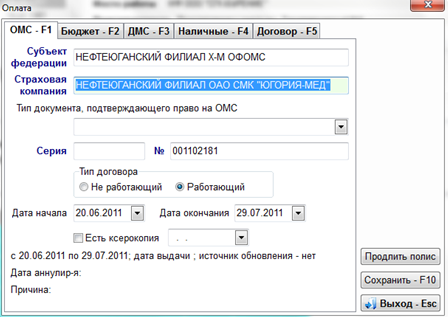 Оплата
ОМС - F1 Бюджет - F2 ДМС - F3 Наличные - F4 Договор - F5
Субъект федерации НЕФТЕЮГАНСКИЙ ФИЛИАЛ Х-М ОФОМС
Страховая компания НЕФТЕЮГАНСКИЙ ФИЛИАЛ ОАО СМК "ЮГОРИЯ-МЕД"
Тип документа, подтверждающего право на ОМС
Серия № 001102181
Тип договора
Не работающий Работающий
Дата начала 20.06.2011 Дата окончания 29.07.2011
Есть ксерокопия . .
с 20.06.2011 по 29.07.2011; дата выдачи ; источник обновления - нет
Продлить полис
Дата аннулир-я:
Сохранить - F10
Причина:
Выход - Esc